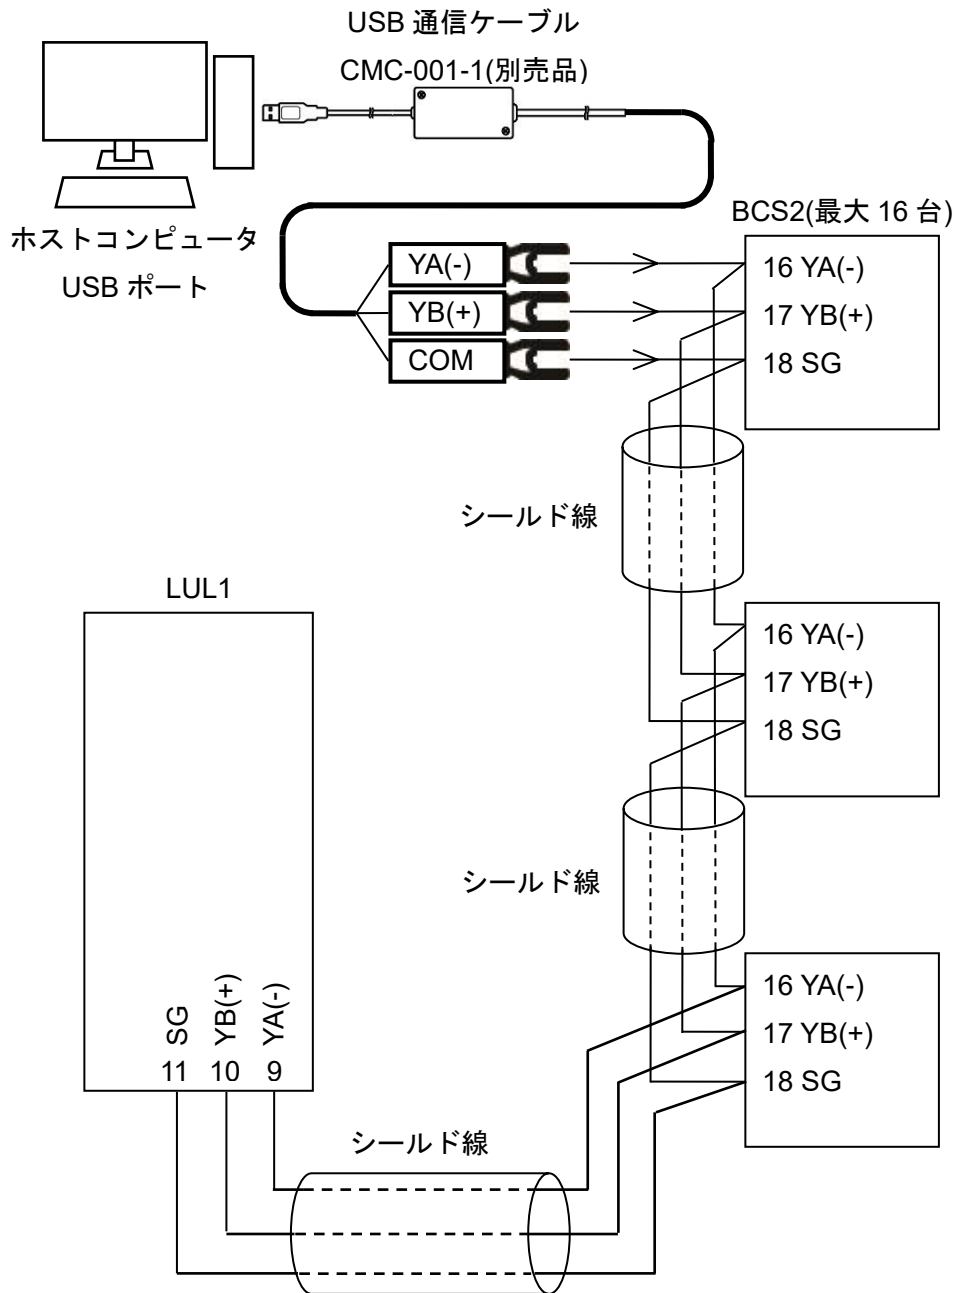 USB 通信ケーブル
CMC-001-1(別売品)
ホストコンピュータ
USB ポート
YA(-)
YB(+)
COM
BCS2(最大 16 台)
16 YA(-)
17 YB(+)
18 SG
シールド線
LUL1
16 YA(-)
17 YB(+)
18 SG
シールド線
SG
YB(+)
YA(-)
11
10
9
16 YA(-)
17 YB(+)
18 SG
シールド線